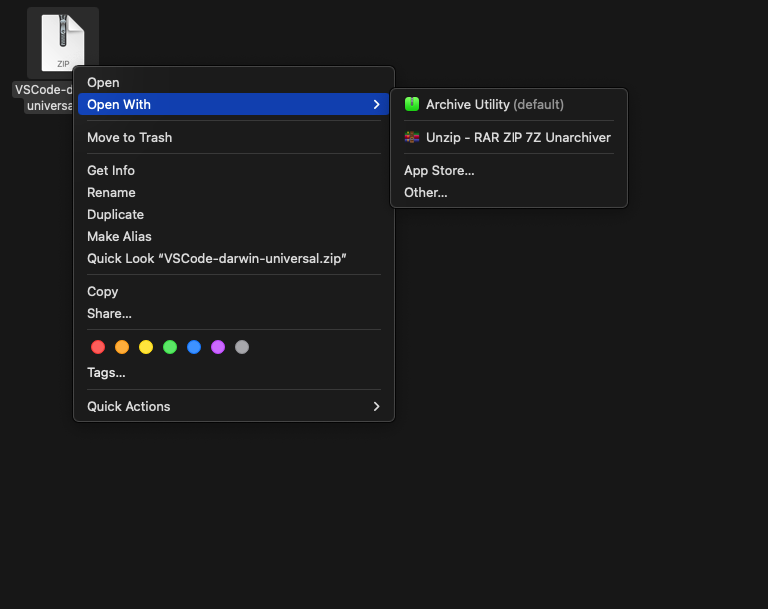 ZIP
VSCode-d
universa
Open
Open With
Move to Trash
Get Info
Rename
Duplicate
Make Alias
Quick Look “VSCode-darwin-universal.zip”
Copy
Share...
Tags...
Quick Actions
Archive Utility (default)
Unzip - RAR ZIP 7Z Unarchiver
App Store...
Other...